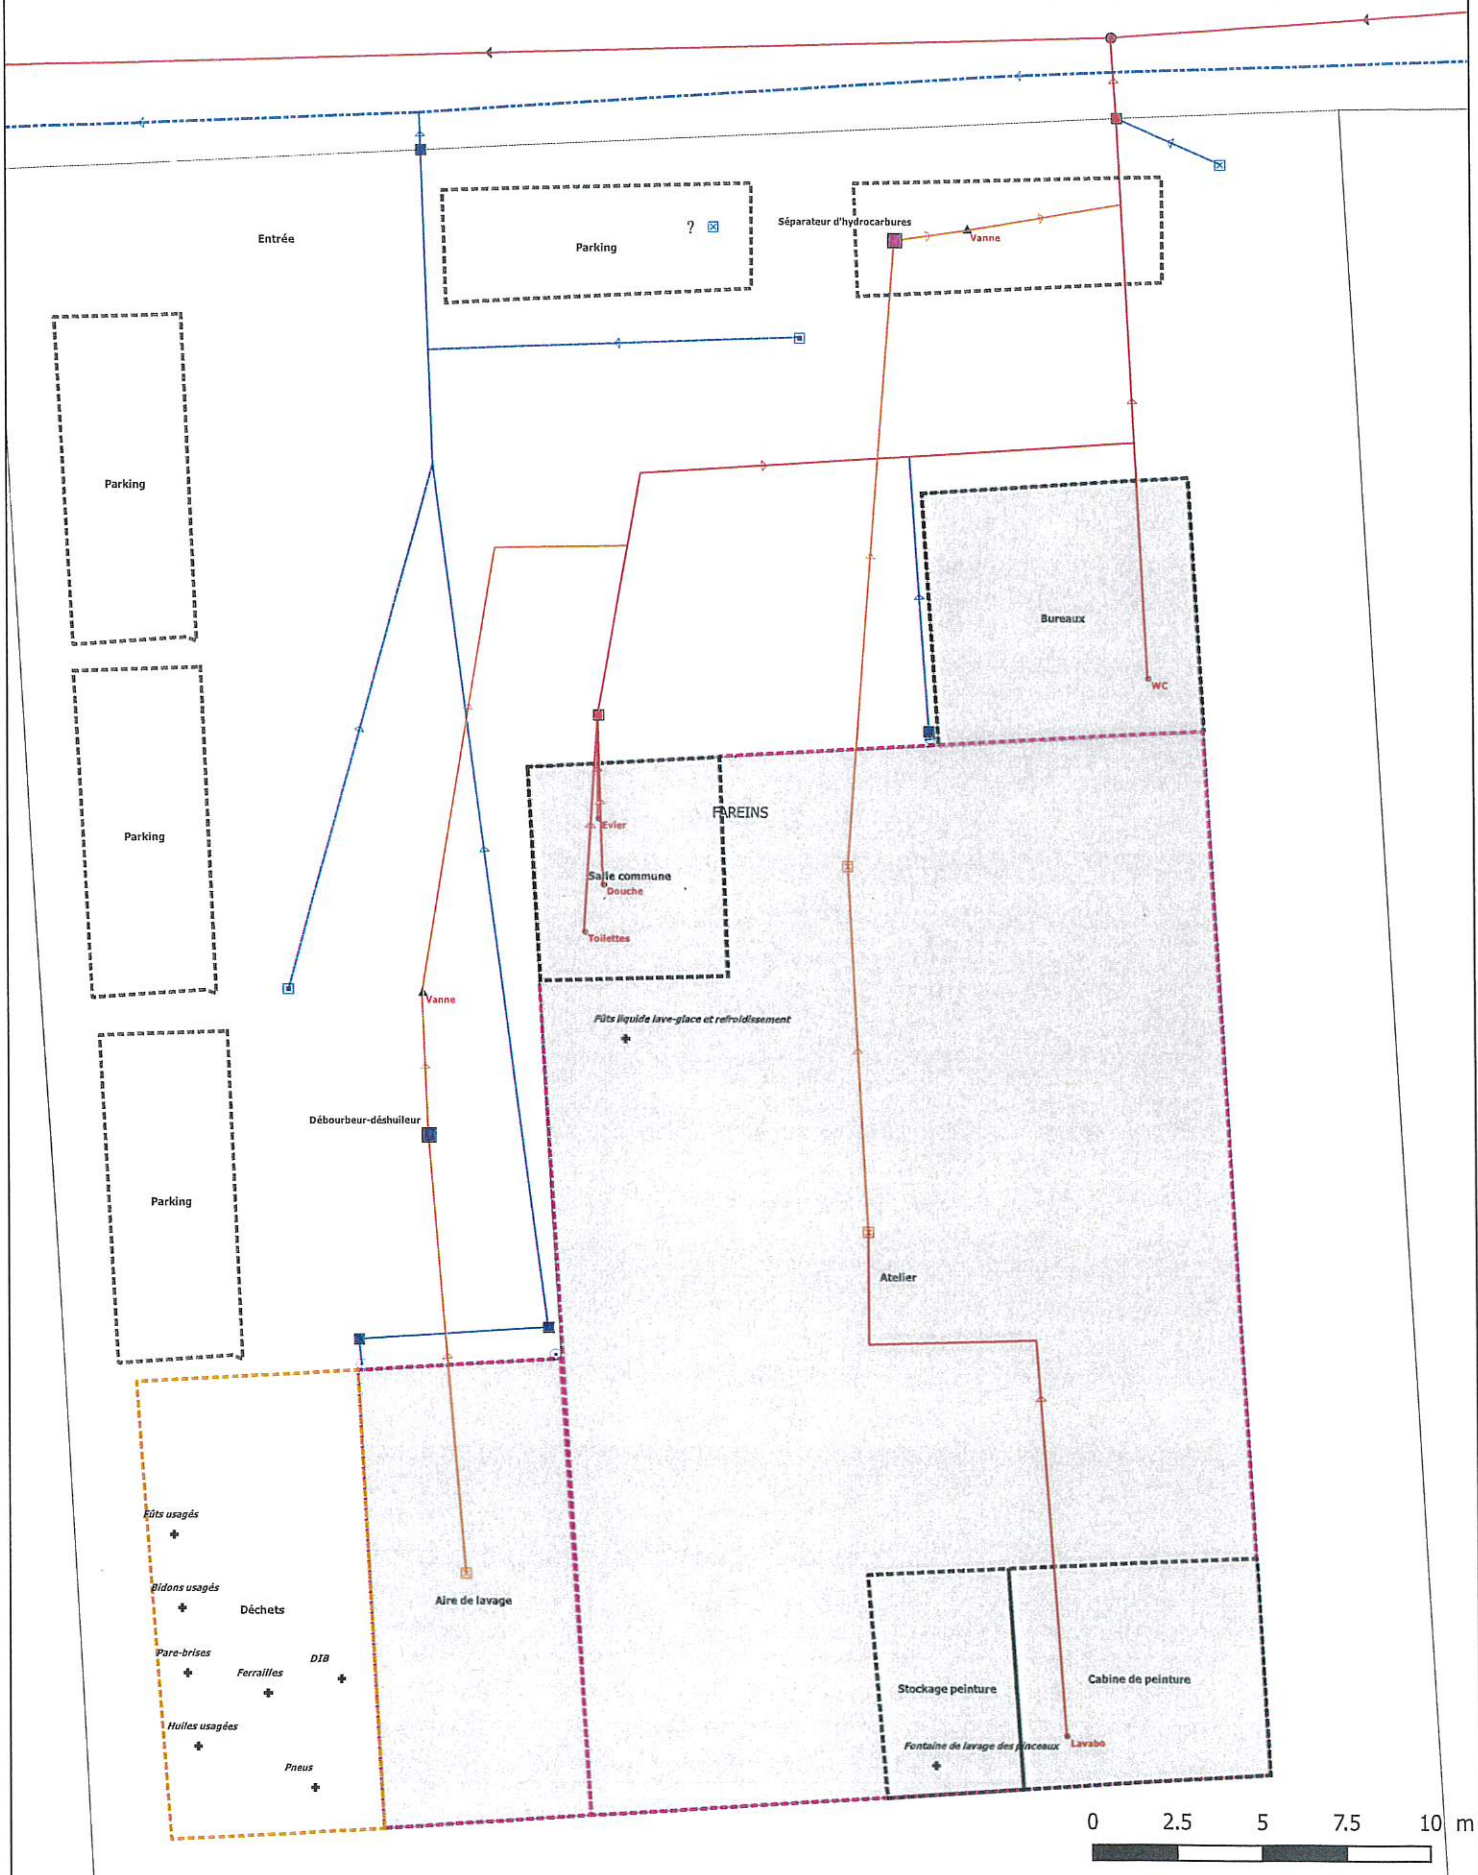 Entrée
Parking
?
Séparateur d'hydrocarbures
Vanne
Parking
Bureaux
WC
Parking
FAREINS
Evier
Salle commune
Douche
Toilettes
Vanne
Fûts liquide lave-glace et refroidissement
Débourbeur-déshuileur
Parking
Atelier
Fûts usagés
Bidons usagés
Déchets
Aire de lavage
Pare-brises
Ferrailles
DIB
Huiles usagées
Pneus
Stockage peinture
Cabine de peinture
Fontaine de lavage des pinceaux
Lavabo
0 2.5 5 7.5 10 m